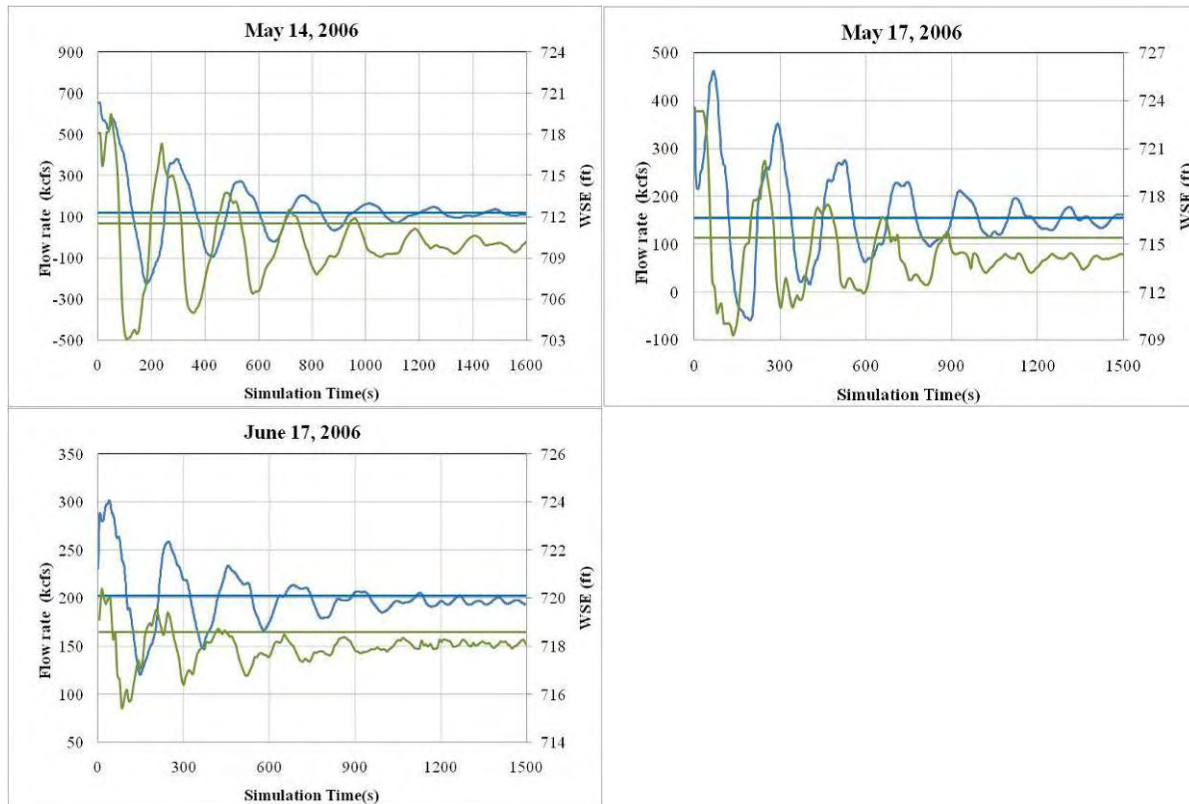 May 14, 2006
Flow rate (kcfs)
900
700
500
300
100
-100
-300
-500
724
721
718
715
712
709
706
703
WSE (ft)
0 200 400 600 800 1000 1200 1400 1600
Simulation Time(s)
May 17, 2006
Flow rate (kcfs)
500
400
300
200
100
0
-100
727
724
721
718
715
712
709
WSE (ft)
0 300 600 900 1200 1500
Simulation Time(s)
June 17, 2006
Flow rate (kcfs)
350
300
250
200
150
100
50
726
724
722
720
718
716
714
WSE (ft)
0 300 600 900 1200 1500
Simulation Time(s)